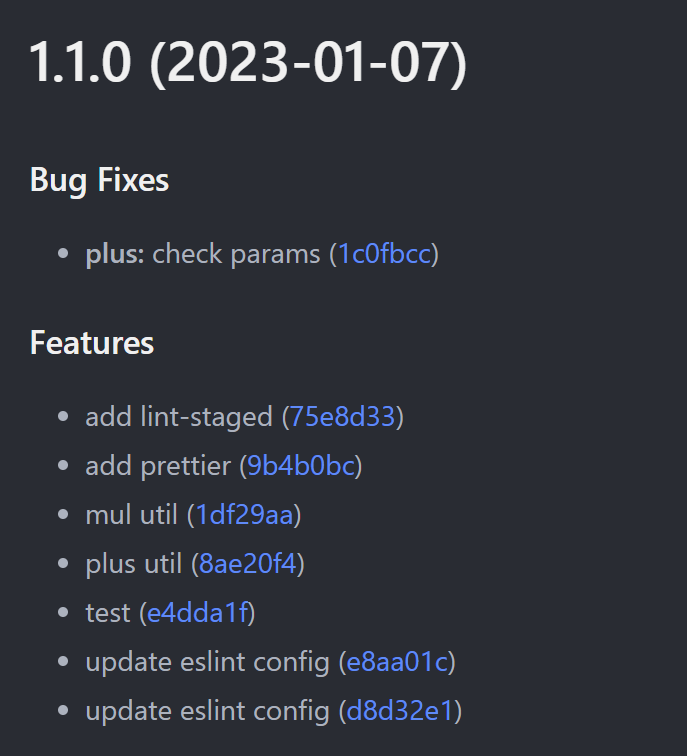 1.1.0 (2023-01-07)
Bug Fixes
plus: check params (1c0fbcc)
Features
add lint-staged (75e8d33)
add prettier (9b4b0bc)
mul util (1df29aa)
plus util (8ae20f4)
test (e4dda1f)
update eslint config (e8aa01c)
update eslint config (d8d32e1)